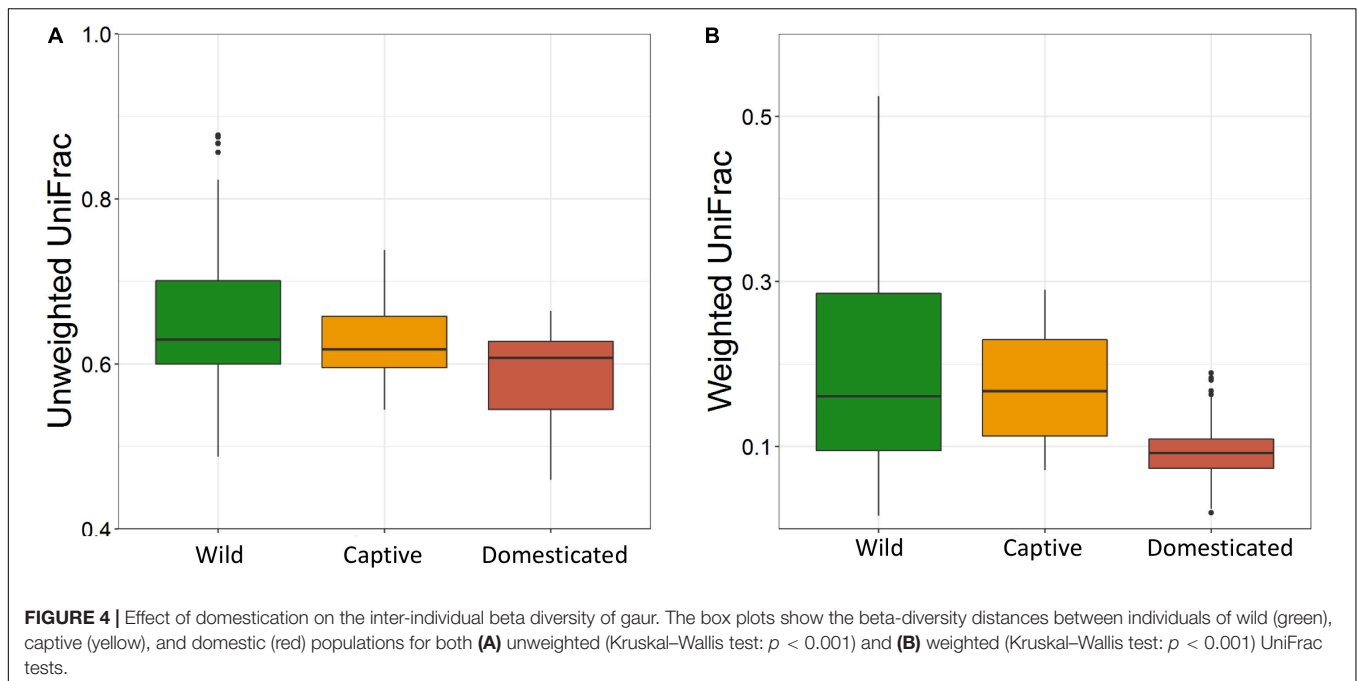 A
1.0
0.8
0.6
0.4
Unweighted UniFrac
Wild
Captive
Domesticated
B
0.5
0.3
0.1
Weighted UniFrac
Wild
Captive
Domesticated
FIGURE 4 | Effect of domestication on the inter-individual beta diversity of gaur. The box plots show the beta-diversity distances between individuals of wild (green),
captive (yellow), and domestic (red) populations for both (A) unweighted (Kruskal–Wallis test: p < 0.001) and (B) weighted (Kruskal–Wallis test: p < 0.001) UniFrac
tests.